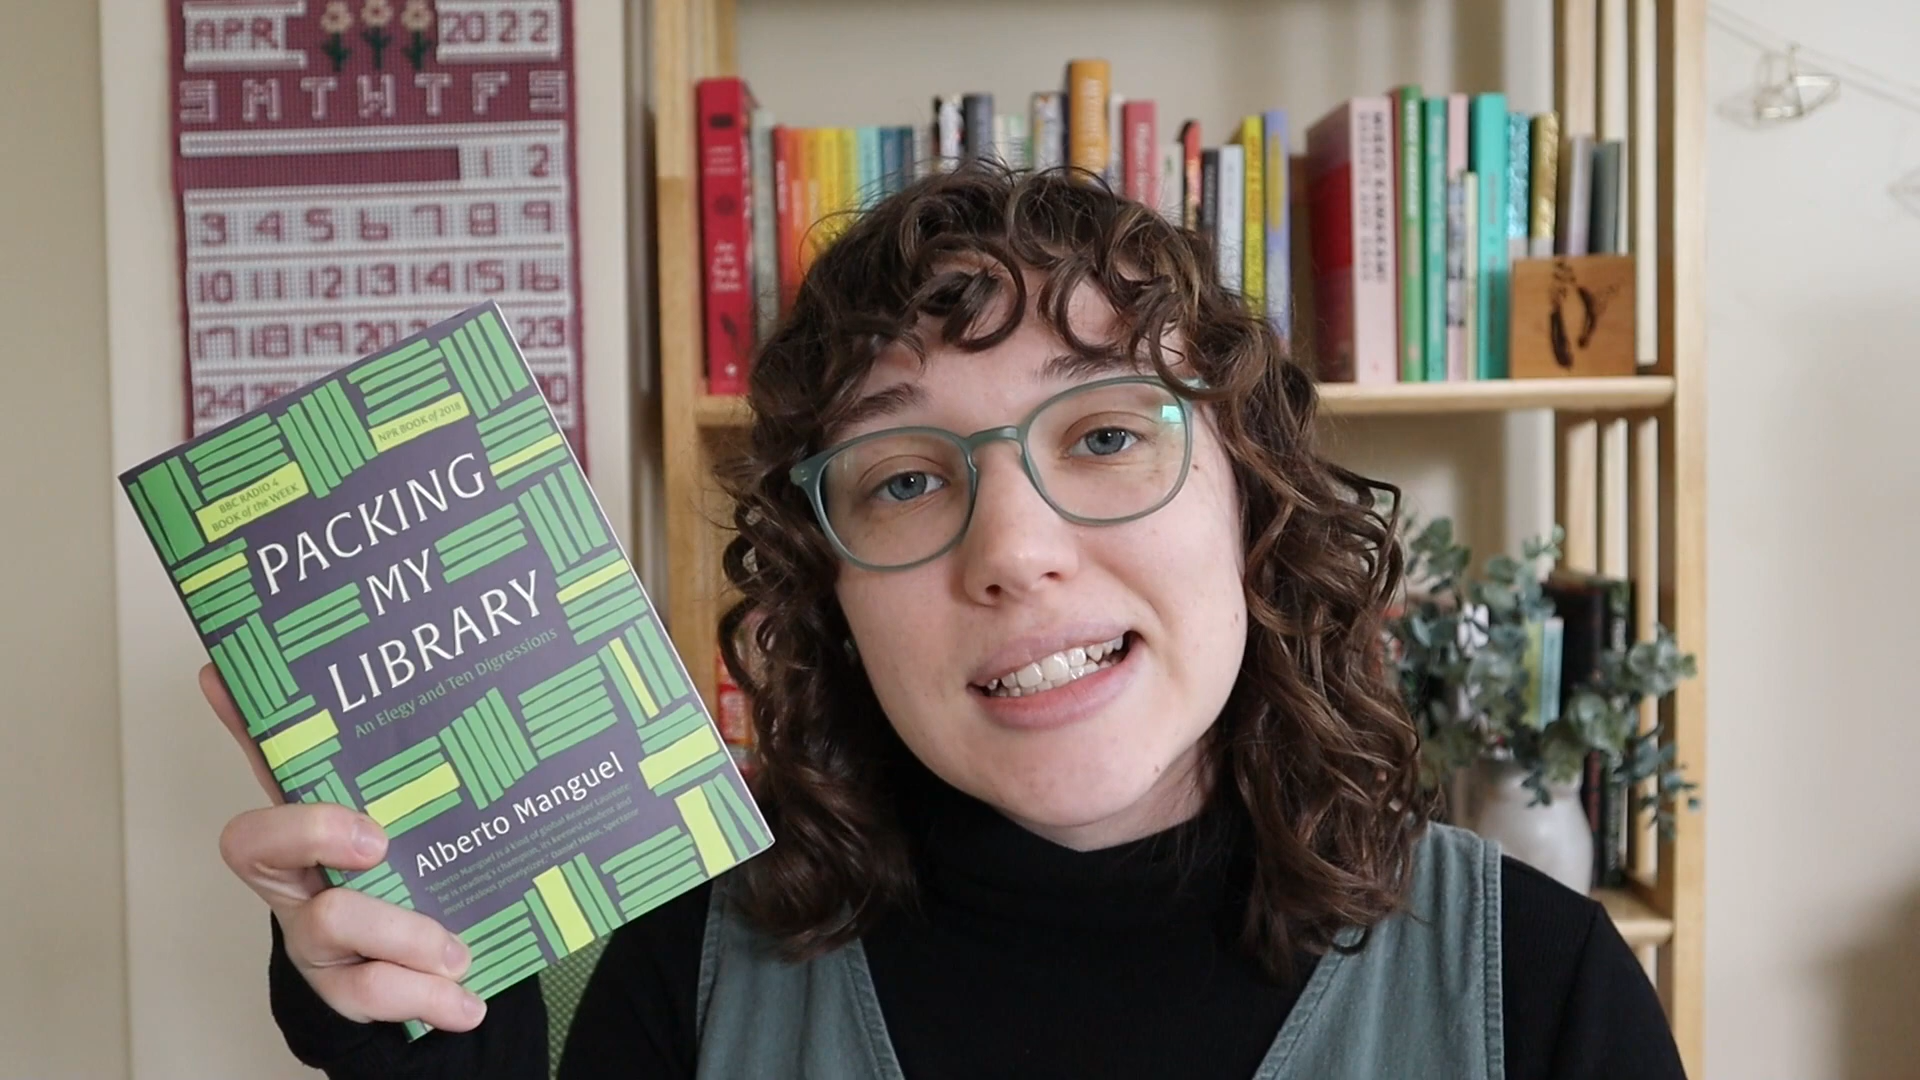 APR 2022
S M T W T F S
1 2
3 4 5 6 7 8 9
10 11 12 13 14 15 16
17 18 19 20 23
24
NPR BOOK of 2018
BBC RADIO 4
BOOK of the WEEK
PACKING
MY
LIBRARY
An Elegy and Ten Digressions
Alberto Manguel
"Alberto Manguel is a kind of global Reader Laureate:
he is reading's champion, its keenest student and
most zealous proselytizer." Daniel Hahn, Spectator
MIEKO KAWAKAMI